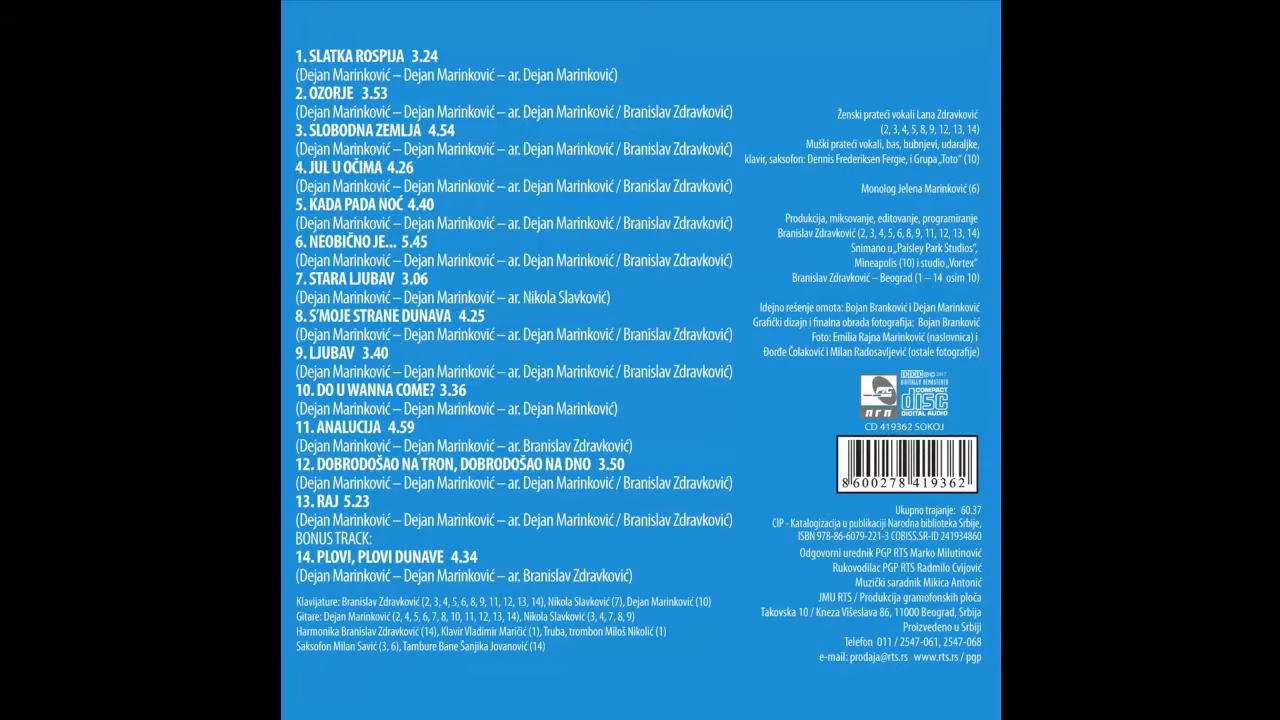 1. SLATKA ROSPIJA 3.24
(Dejan Marinković – Dejan Marinković – ar. Dejan Marinković)
2. OZORJE 3.53
(Dejan Marinković – Dejan Marinković – ar. Dejan Marinković / Branislav Zdravković)
3. SLOBODNA ZEMLJA 4.54
(Dejan Marinković – Dejan Marinković – ar. Dejan Marinković / Branislav Zdravković)
4. JUL U OČIMA 4.26
(Dejan Marinković – Dejan Marinković – ar. Dejan Marinković / Branislav Zdravković)
5. KADA PADA NOĆ 4.40
(Dejan Marinković – Dejan Marinković – ar. Dejan Marinković / Branislav Zdravković)
6. NEOBIČNO JE... 5.45
(Dejan Marinković – Dejan Marinković – ar. Dejan Marinković / Branislav Zdravković)
7. STARA LJUBAV 3.06
(Dejan Marinković – Dejan Marinković – ar. Nikola Slavković)
8. S'MOJE STRANE DUNAVA 4.25
(Dejan Marinković – Dejan Marinković – ar. Dejan Marinković / Branislav Zdravković)
9. LJUBAV 3.40
(Dejan Marinković – Dejan Marinković – ar. Dejan Marinković / Branislav Zdravković)
10. DO U WANNA COME? 3.36
(Dejan Marinković – Dejan Marinković – ar. Dejan Marinković)
11. ANALUCIJA 4.59
(Dejan Marinković – Dejan Marinković – ar. Branislav Zdravković)
12. DOBRODOŠAO NA TRON, DOBRODOŠAO NA DNO 3.50
(Dejan Marinković – Dejan Marinković – ar. Dejan Marinković / Branislav Zdravković)
13. RAJ 5.23
(Dejan Marinković – Dejan Marinković – ar. Dejan Marinković / Branislav Zdravković)
BONUS TRACK:
14. PLOVI, PLOVI DUNAVE 4.34
(Dejan Marinković – Dejan Marinković – ar. Branislav Zdravković)
Klavijature: Branislav Zdravković (2, 3, 4, 5, 6, 8, 9, 11, 12, 13, 14), Nikola Slavković (7), Dejan Marinković (10)
Gitare: Dejan Marinković (2, 4, 5, 6, 7, 8, 10, 11, 12, 13, 14), Nikola Slavković (3, 4, 7, 8, 9)
Harmonika Branislav Zdravković (14), Klavir Vladimir Maričić (1), Truba, trombon Miloš Nikolić (1)
Saksofon Milan Savić (3, 6), Tambure Bane Šanjika Jovanović (14)
Ženski prateći vokali Lana Zdravković
(2, 3, 4, 5, 8, 9, 12, 13, 14)
Muški prateći vokali, bas, bubnjevi, udaraljke,
klavir, saksofon: Dennis Frederiksen Fergie, i Grupa „Toto“ (10)
Monolog Jelena Marinković (6)
Produkcija, miksovanje, editovanje, programiranje
Branislav Zdravković (2, 3, 4, 5, 6, 8, 9, 11, 12, 13, 14)
Snimano u „Paisley Park Studios“,
Mineapolis (10) i studio „Vortex“
Branislav Zdravković – Beograd (1 – 14 osim 10)
Idejno rešenje omota: Bojan Branković i Dejan Marinković
Grafički dizajn i finalna obrada fotografija: Bojan Branković
Foto: Emilia Rajna Marinković (naslovnica) i
Đorđe Čolaković i Milan Radosavljević (ostale fotografije)
DDD ℗© 2017
DIGITALLY REMASTERED
COMPACT
disc
DIGITAL AUDIO
CD 419362 SOKOJ
8600278419362
Ukupno trajanje: 60.37
CIP - Katalogizacija u publikaciji Narodna biblioteka Srbije,
ISBN 978-86-6079-221-3 COBISS.SR-ID 241934860
Odgovorni urednik PGP RTS Marko Milutinović
Rukovodilac PGP RTS Radmilo Cvijović
Muzički saradnik Mikica Antonić
JMU RTS / Produkcija gramofonskih ploča
Takovska 10 / Kneza Višeslava 86, 11000 Beograd, Srbija
Proizvedeno u Srbiji
Telefon 011 / 2547-061, 2547-068
e-mail: prodaja@rts.rs www.rts.rs / pgp